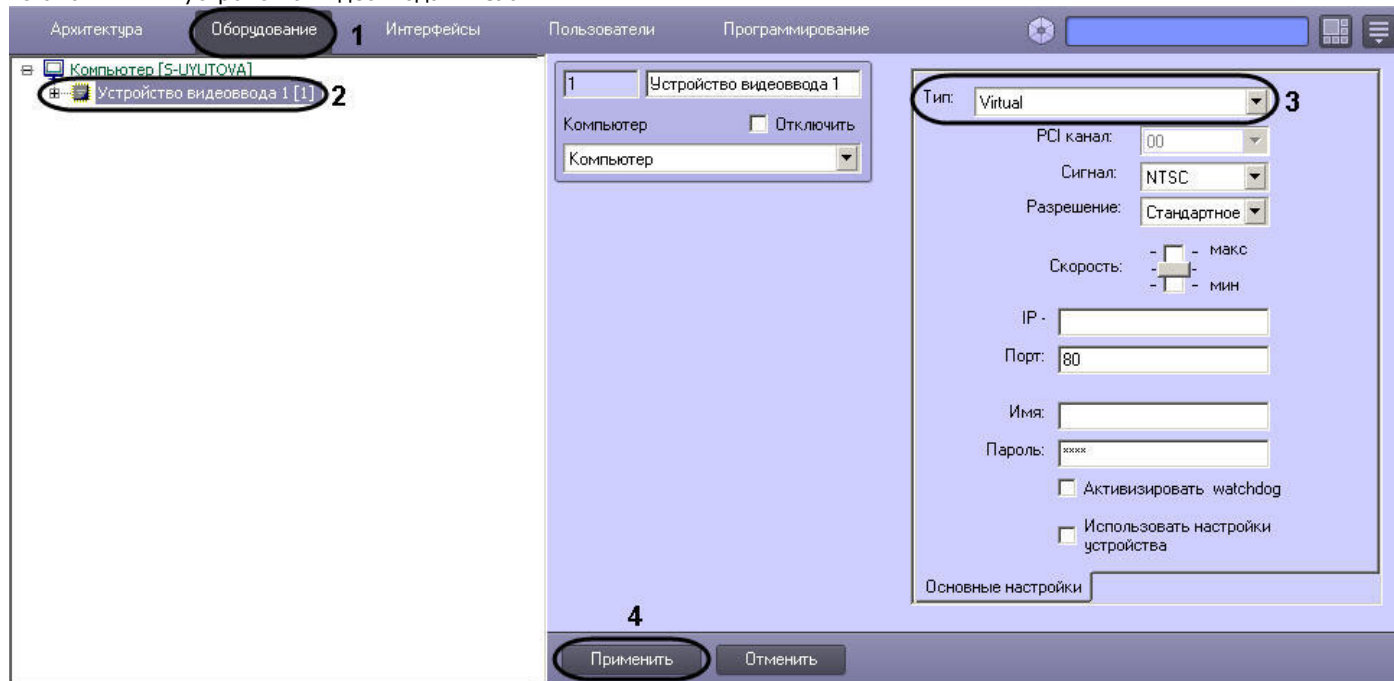 Архитектура Оборудование 1 Интерфейсы Пользователи Программирование
Компьютер [S-UYUTOVA]
Устройство видеоввода 1 [1] 2
1 Устройство видеоввода 1
Компьютер Отключить
Компьютер
Тип: Virtual 3
PCI канал: 00
Сигнал: NTSC
Разрешение: Стандартное
- - макс
Скорость: - -
- - мин
IP -
Порт: 80
Имя:
Пароль: ****
Активизировать watchdog
Использовать настройки
устройства
Основные настройки
4
Применить Отменить